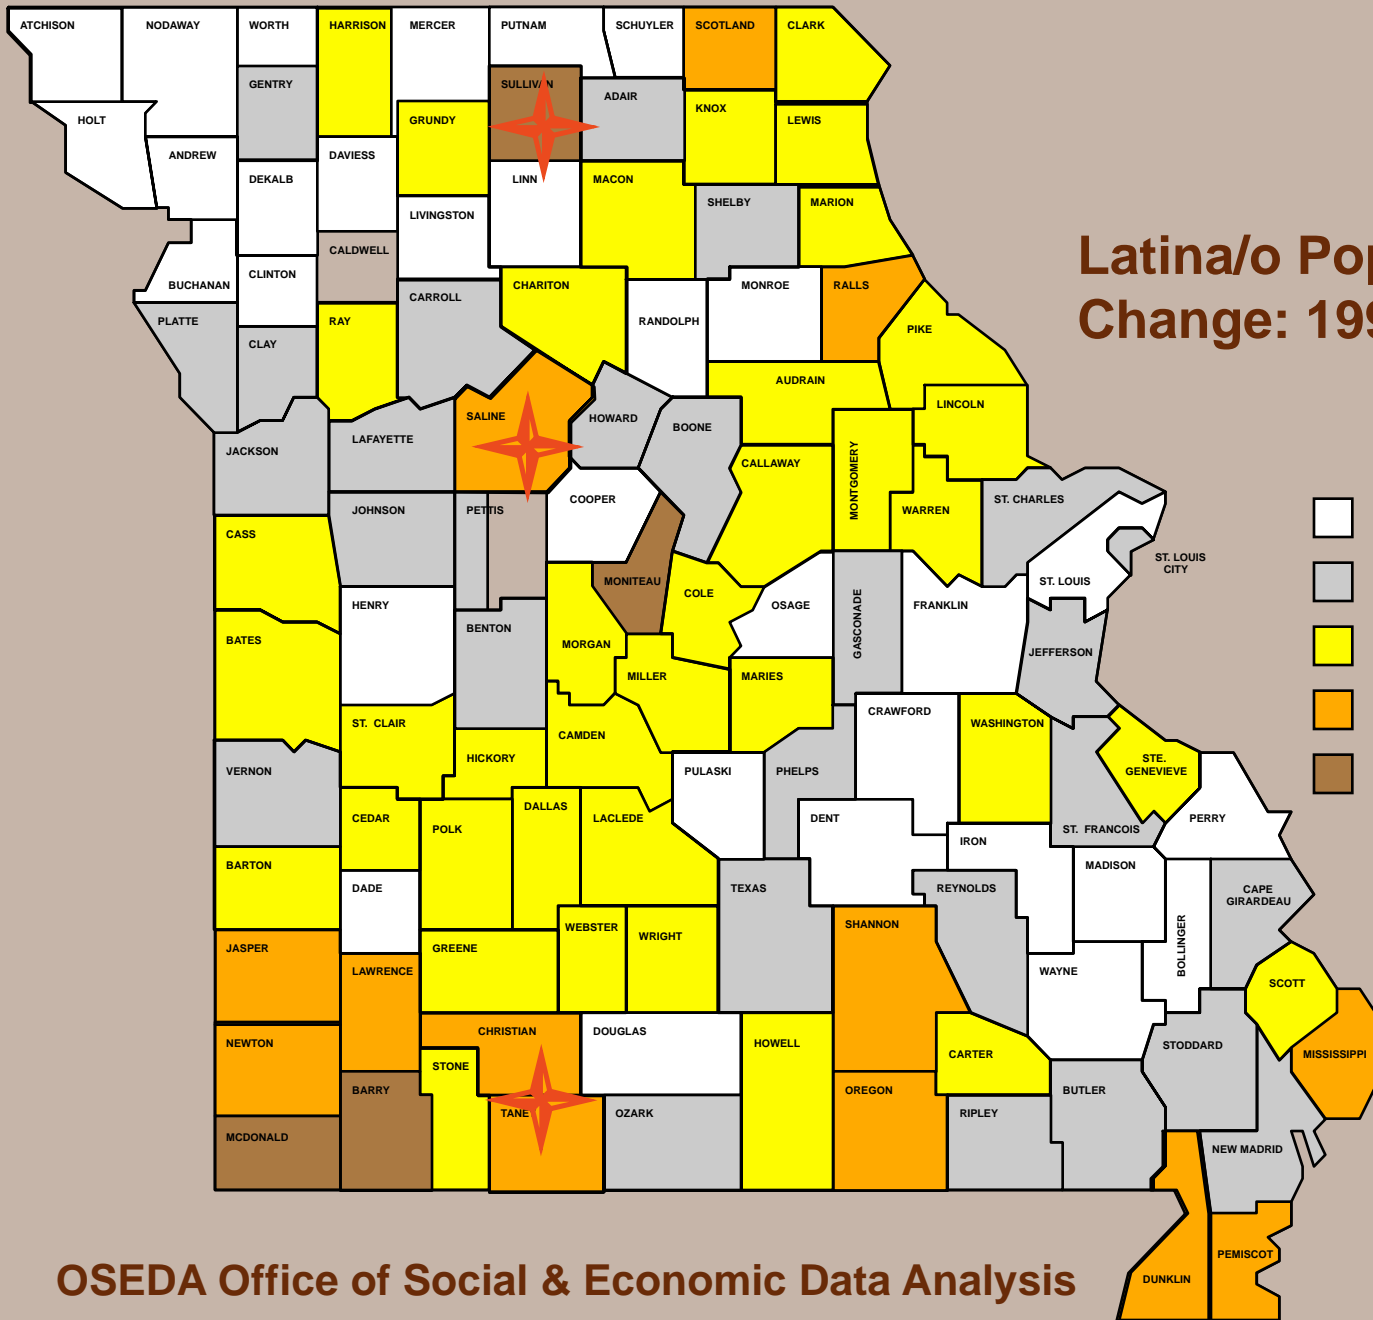 ATCHISON
NODAWAY
WORTH
HARRISON
MERCER
PUTNAM
SCHUYLER
SCOTLAND
CLARK
GENTRY
SULLIVAN
ADAIR
KNOX
LEWIS
HOLT
GRUNDY
ANDREW
DAVIESS
DEKALB
LINN
MACON
SHELBY
MARION
LIVINGSTON
CALDWELL
CLINTON
BUCHANAN
CARROLL
CHARITON
MONROE
RALLS
RANDOLPH
PLATTE
CLAY
RAY
PIKE
Latina/o Pop
Change: 199
AUDRAIN
LINCOLN
SALINE
HOWARD
BOONE
LAFAYETTE
JACKSON
CALLAWAY
MONTGOMERY
WARREN
ST. CHARLES
COOPER
JOHNSON
PETTIS
CASS
ST. LOUIS
CITY
ST. LOUIS
MONITEAU
COLE
OSAGE
GASCONADE
FRANKLIN
HENRY
BENTON
BATES
MORGAN
MILLER
MARIES
JEFFERSON
CRAWFORD
WASHINGTON
ST. CLAIR
CAMDEN
HICKORY
STE.
GENEVIEVE
VERNON
PULASKI
PHELPS
CEDAR
POLK
DALLAS
LACLEDE
DENT
IRON
ST. FRANCOIS
PERRY
BARTON
DADE
TEXAS
REYNOLDS
MADISON
CAPE
GIRARDEAU
BOLLINGER
JASPER
GREENE
WEBSTER
WRIGHT
SHANNON
LAWRENCE
WAYNE
SCOTT
NEWTON
CHRISTIAN
DOUGLAS
HOWELL
STODDARD
MISSISSIPPI
STONE
CARTER
BARRY
OREGON
BUTLER
TANE
OZARK
RIPLEY
MCDONALD
NEW MADRID
PEMISCOT
DUNKLIN
OSEDA Office of Social & Economic Data Analysis